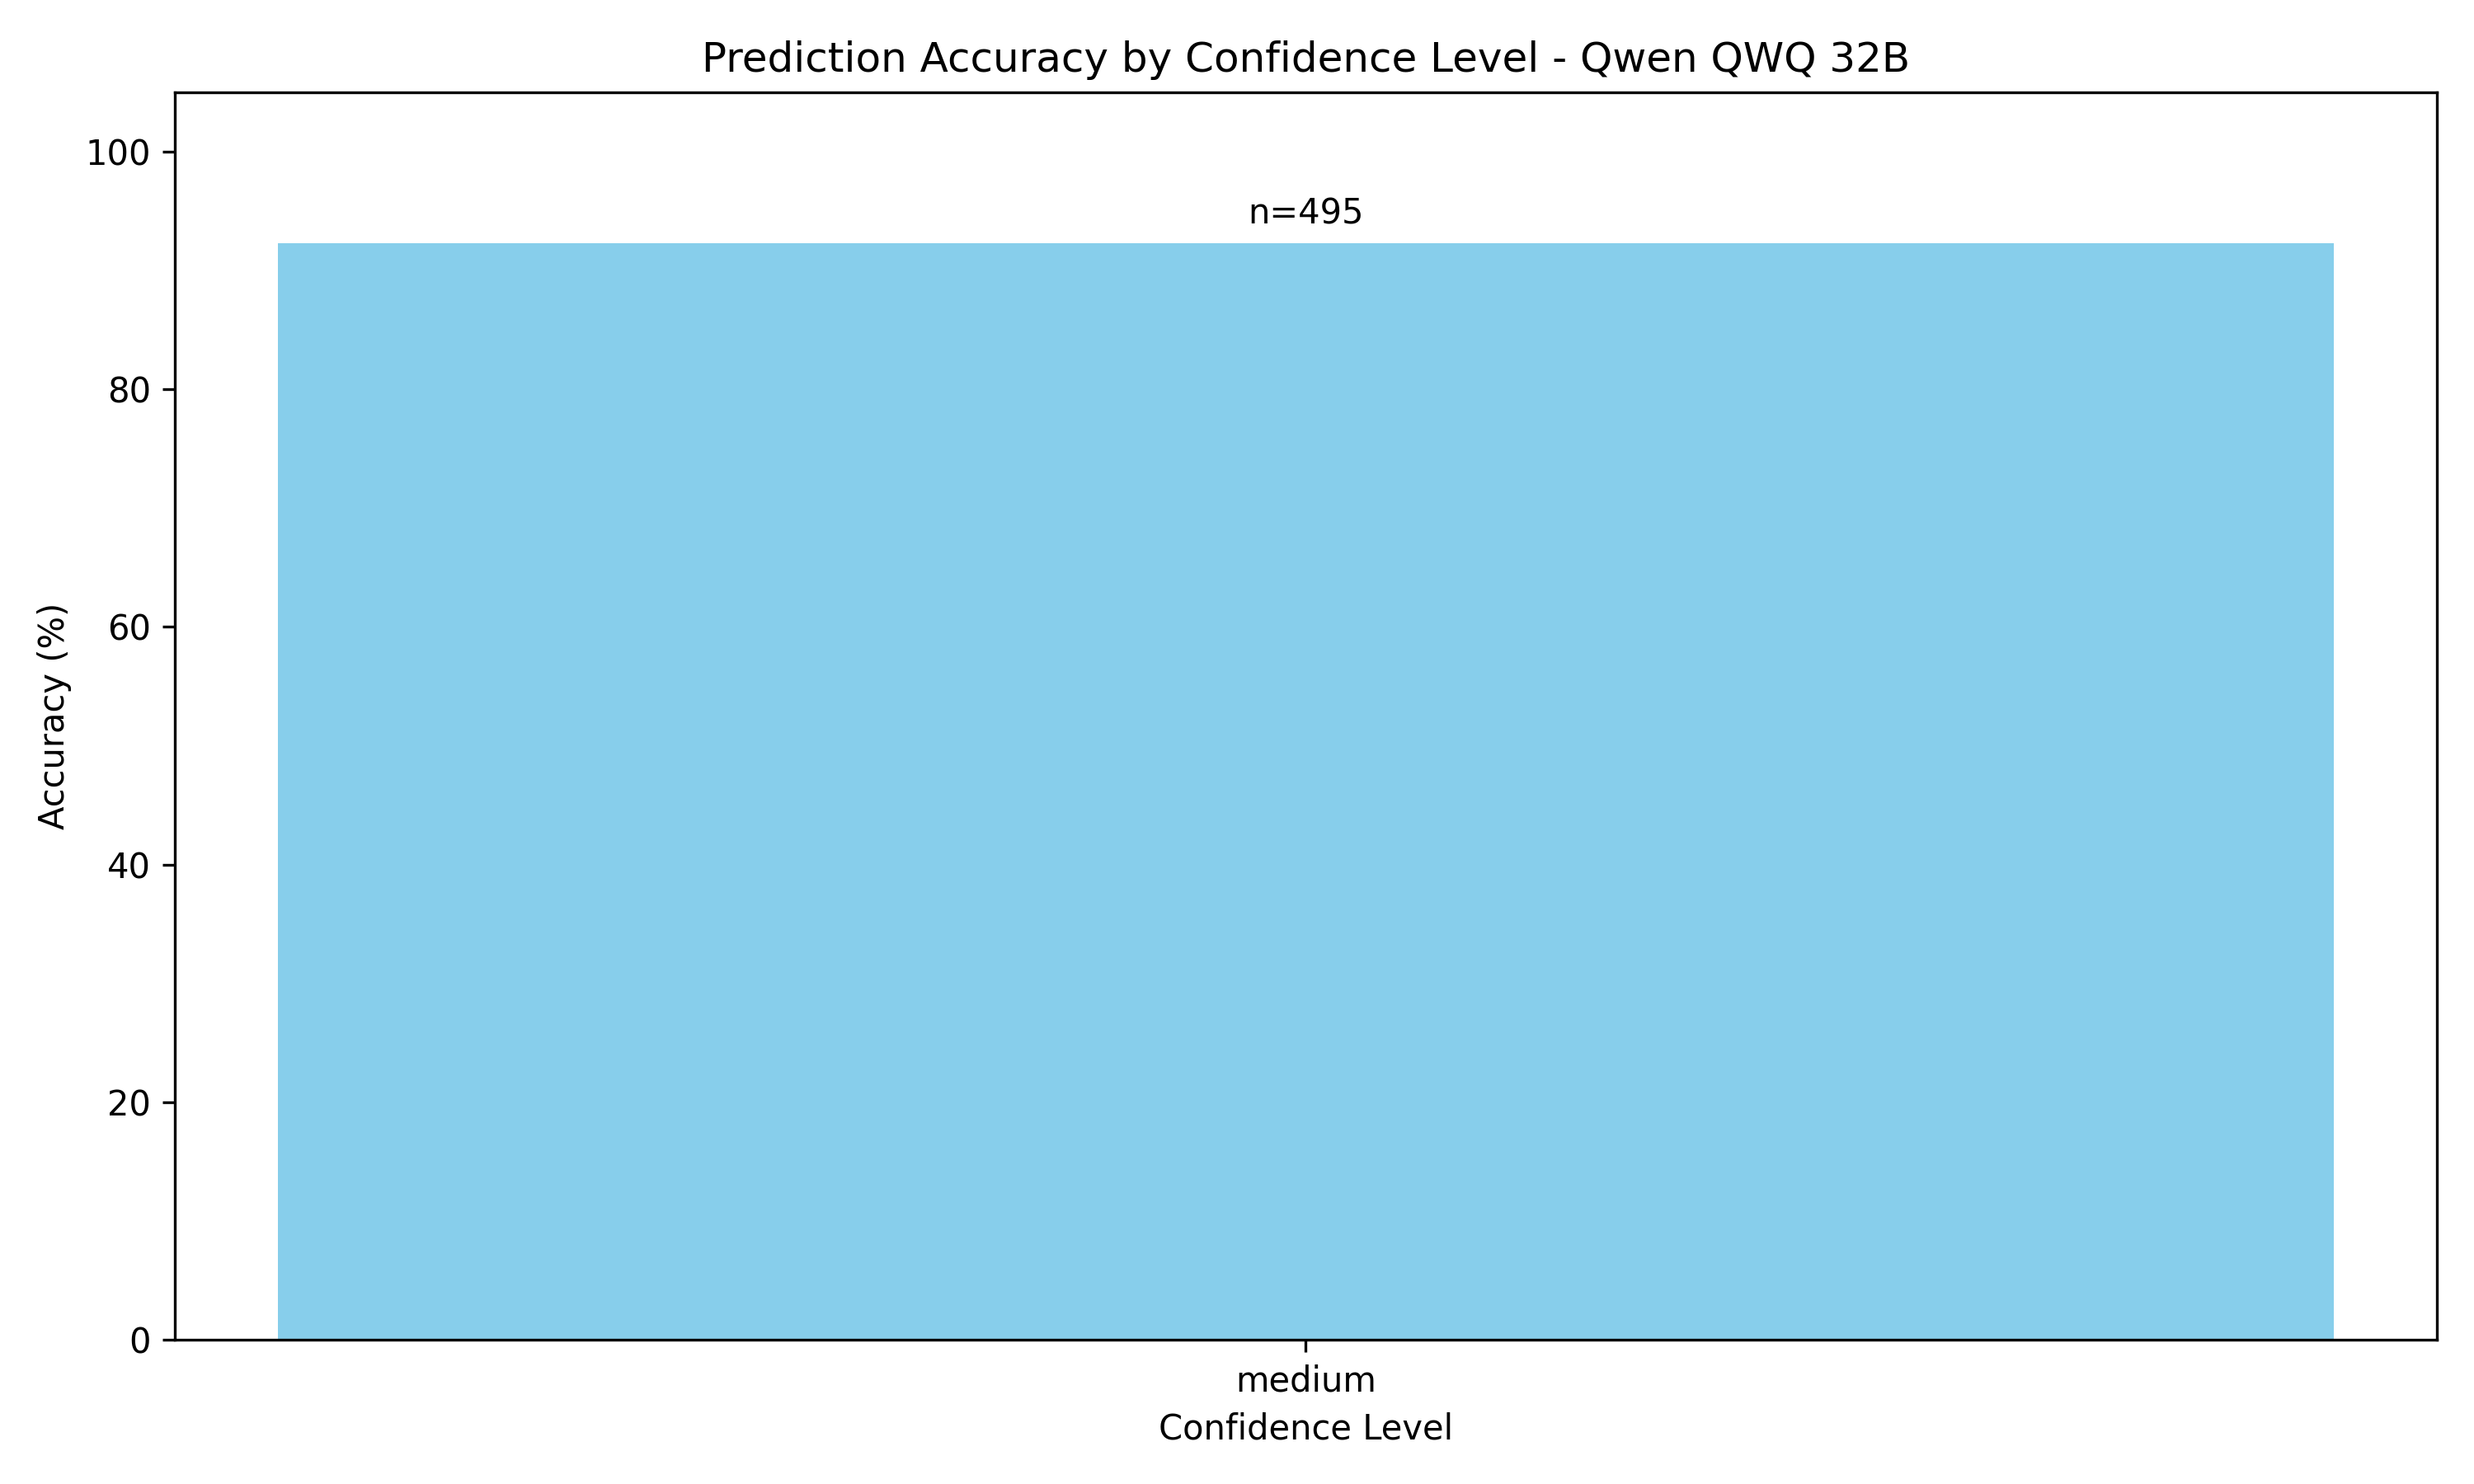 Prediction Accuracy by Confidence Level - Qwen QWQ 32B
100
n=495
80
60
Accuracy (%)
40
20
0
medium
Confidence Level